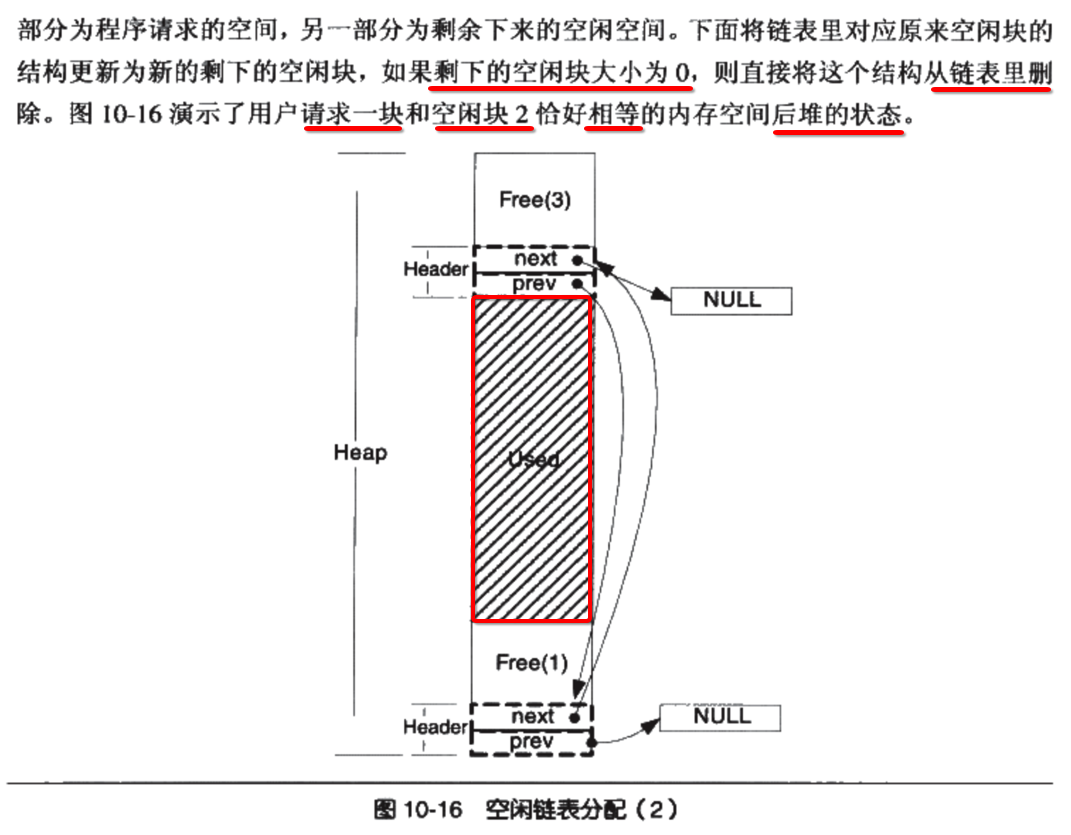 部分为程序请求的空间，另一部分为剩余下来的空闲空间。下面将链表里对应原来空闲块的
结构更新为新的剩下的空闲块，如果剩下的空闲块大小为 0，则直接将这个结构从链表里删
除。图 10-16 演示了用户请求一块和空闲块 2 恰好相等的内存空间后堆的状态。
Free(3)
Header
next
prev
NULL
Heap
Used
Free(1)
Header
next
prev
NULL
图 10-16 空闲链表分配（2）